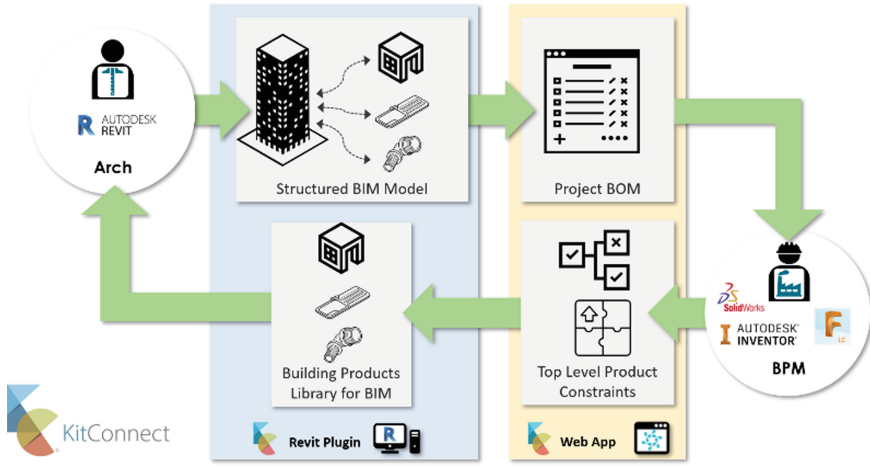 AUTODESK
R REVIT
Arch
Structured BIM Model
Project BOM
Building Products
Library for BIM
Top Level Product
Constraints
DS
SolidWorks
I AUTODESK®
INVENTOR®
F
LC
BPM
KitConnect
Revit Plugin
R
Web App